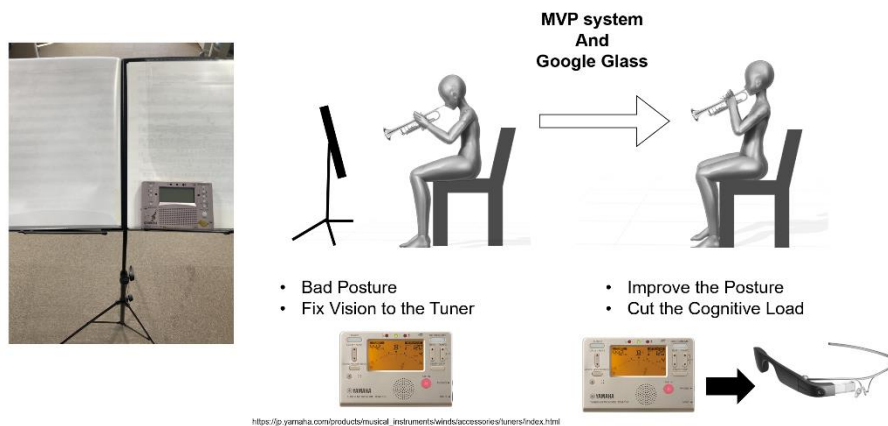 MVP system
And
Google Glass
• Bad Posture
• Fix Vision to the Tuner
• Improve the Posture
• Cut the Cognitive Load
YAMAHA
YAMAHA
https://jp.yamaha.com/products/musical_instruments/winds/accessories/tuners/index.html